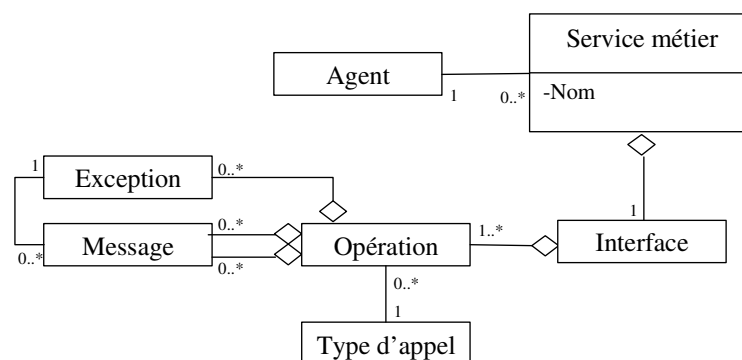 Service métier
Agent
1
0..*
-Nom
1
Exception
0..*
1
0..*
Message
0..*
0..*
Opération
1..*
Interface
0..*
1
Type d'appel